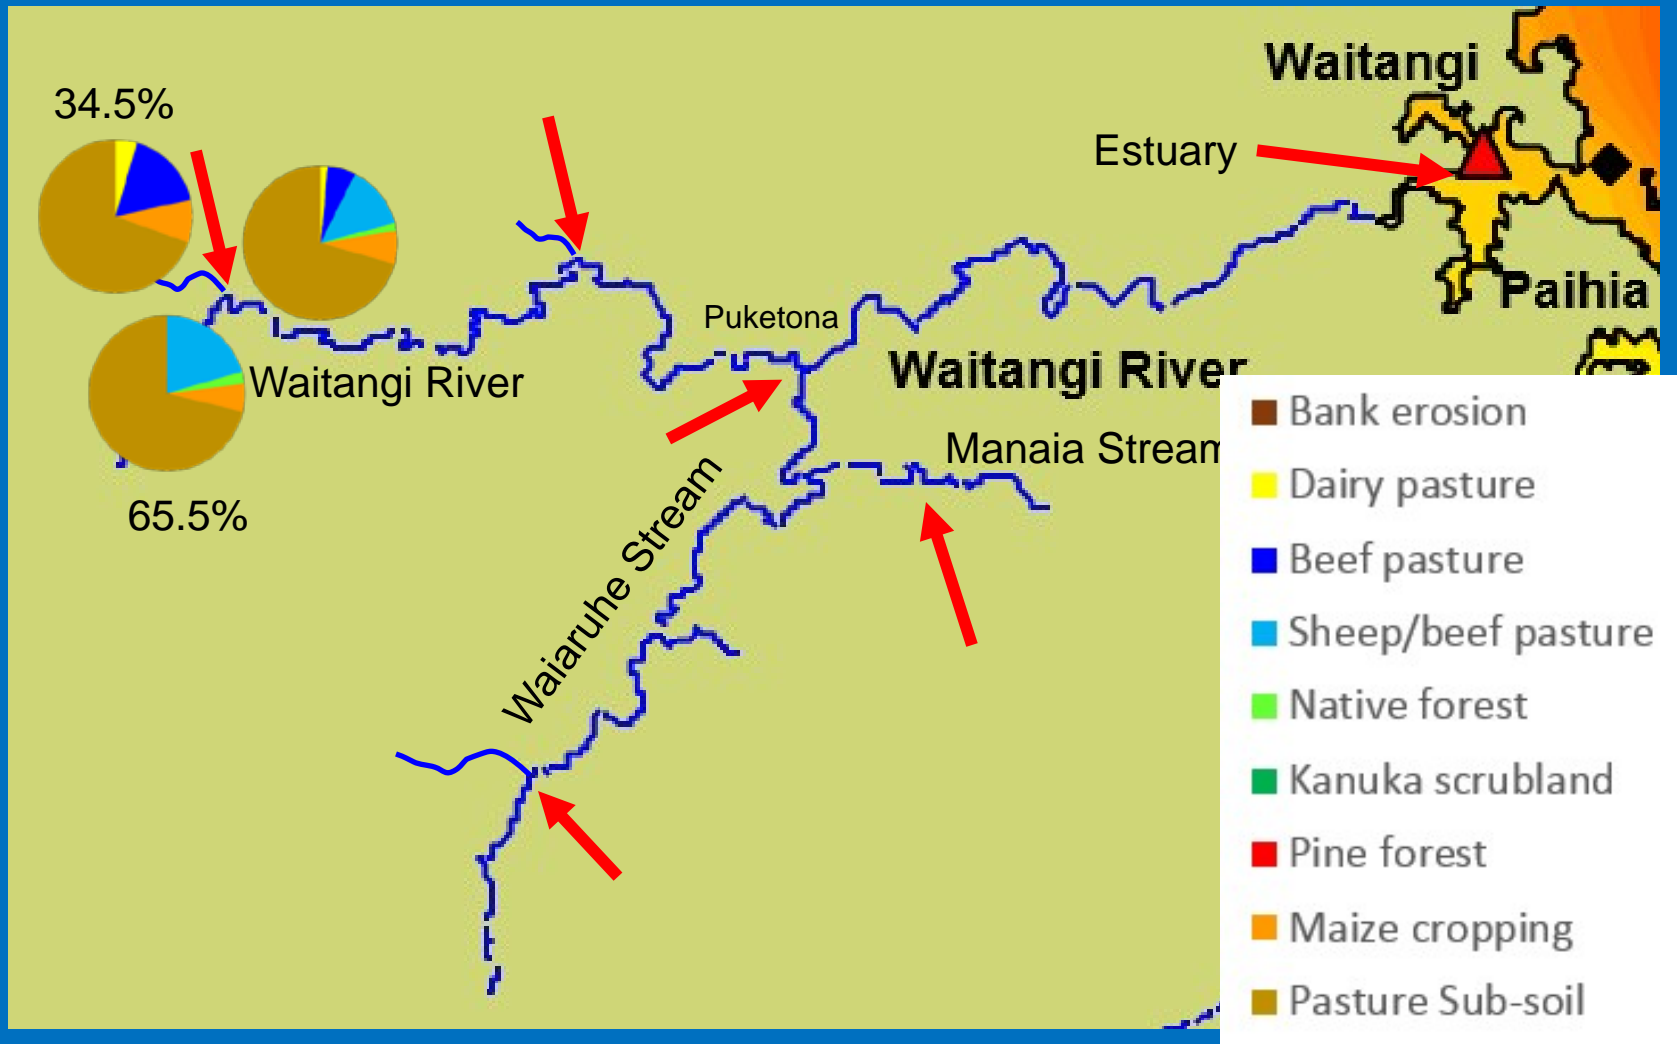 Waitangi
34.5%
Estuary
Paihia
Puketona
Waitangi River
Waitangi River
Manaia Stream
65.5%
Waiaruhe Stream
Bank erosion
Dairy pasture
Beef pasture
Sheep/beef pasture
Native forest
Kanuka scrubland
Pine forest
Maize cropping
Pasture Sub-soil